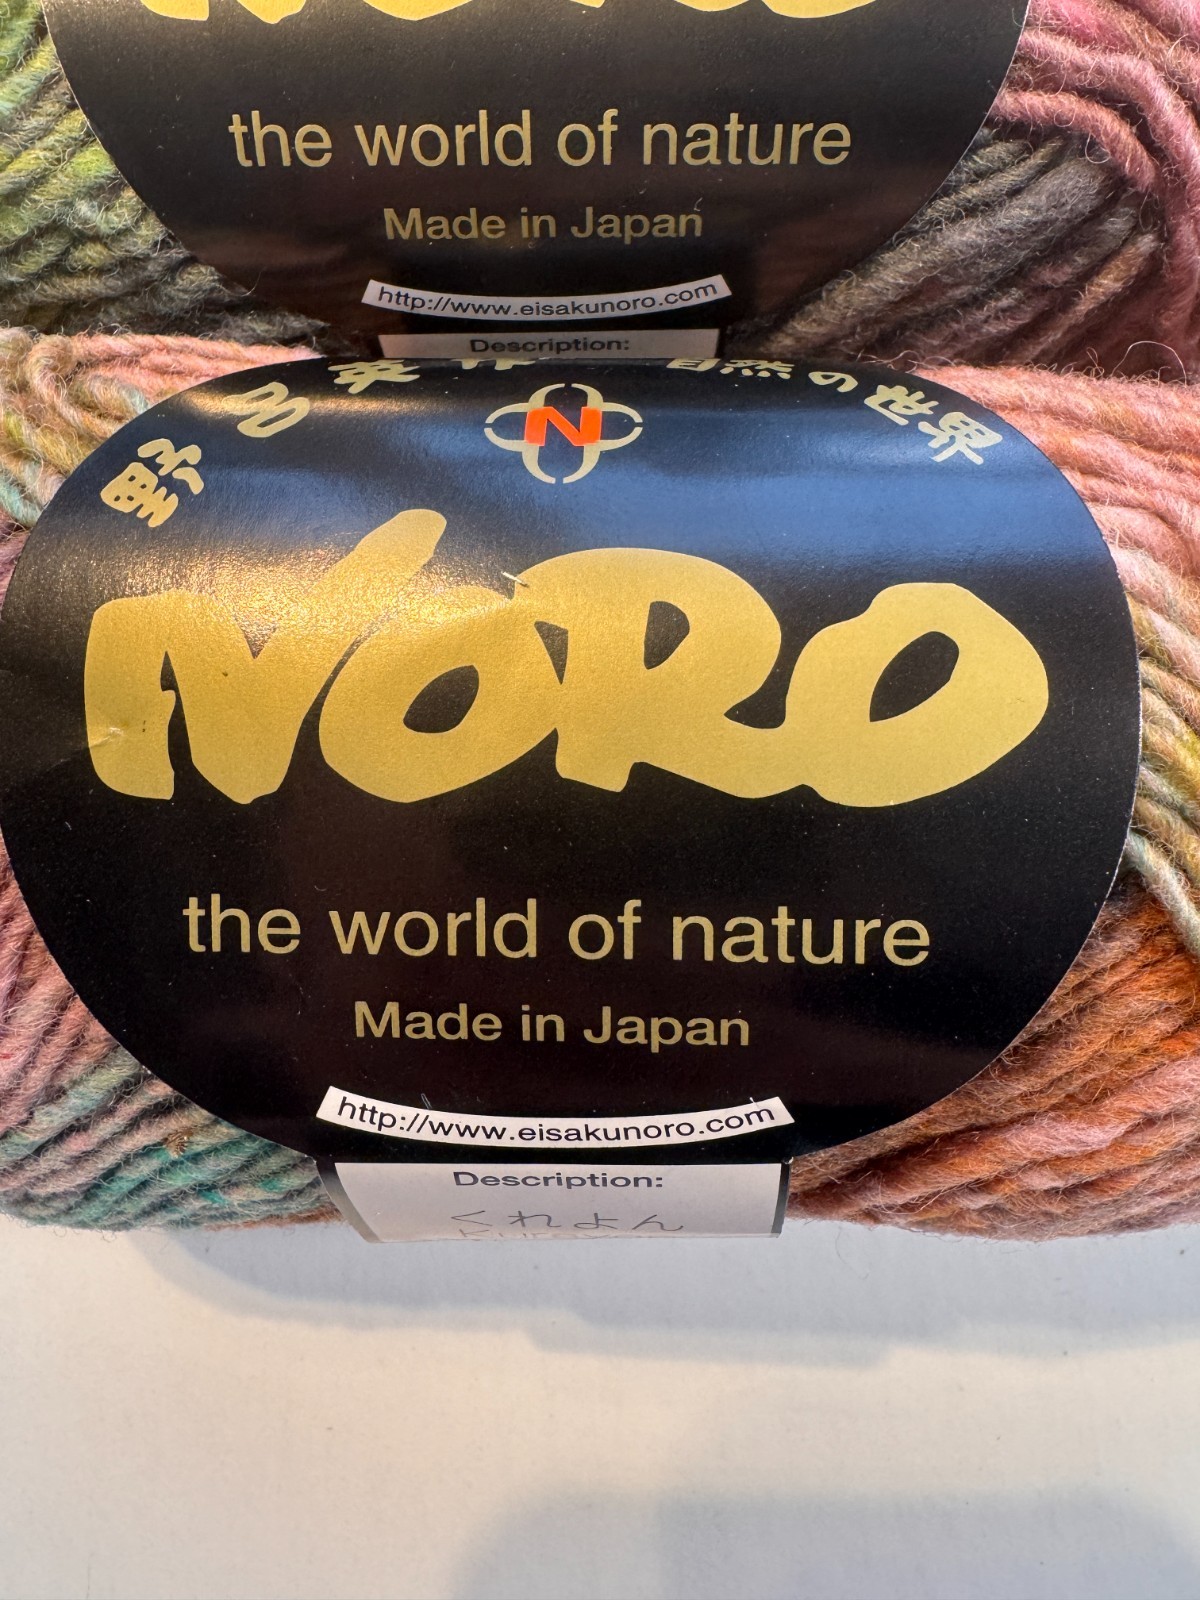 NORO
the world of nature
Made in Japan
http://www.eisakunoro.com
Description:
野呂英作 自然の世界
N
NORO
the world of nature
Made in Japan
http://www.eisakunoro.com
Description:
くれよん